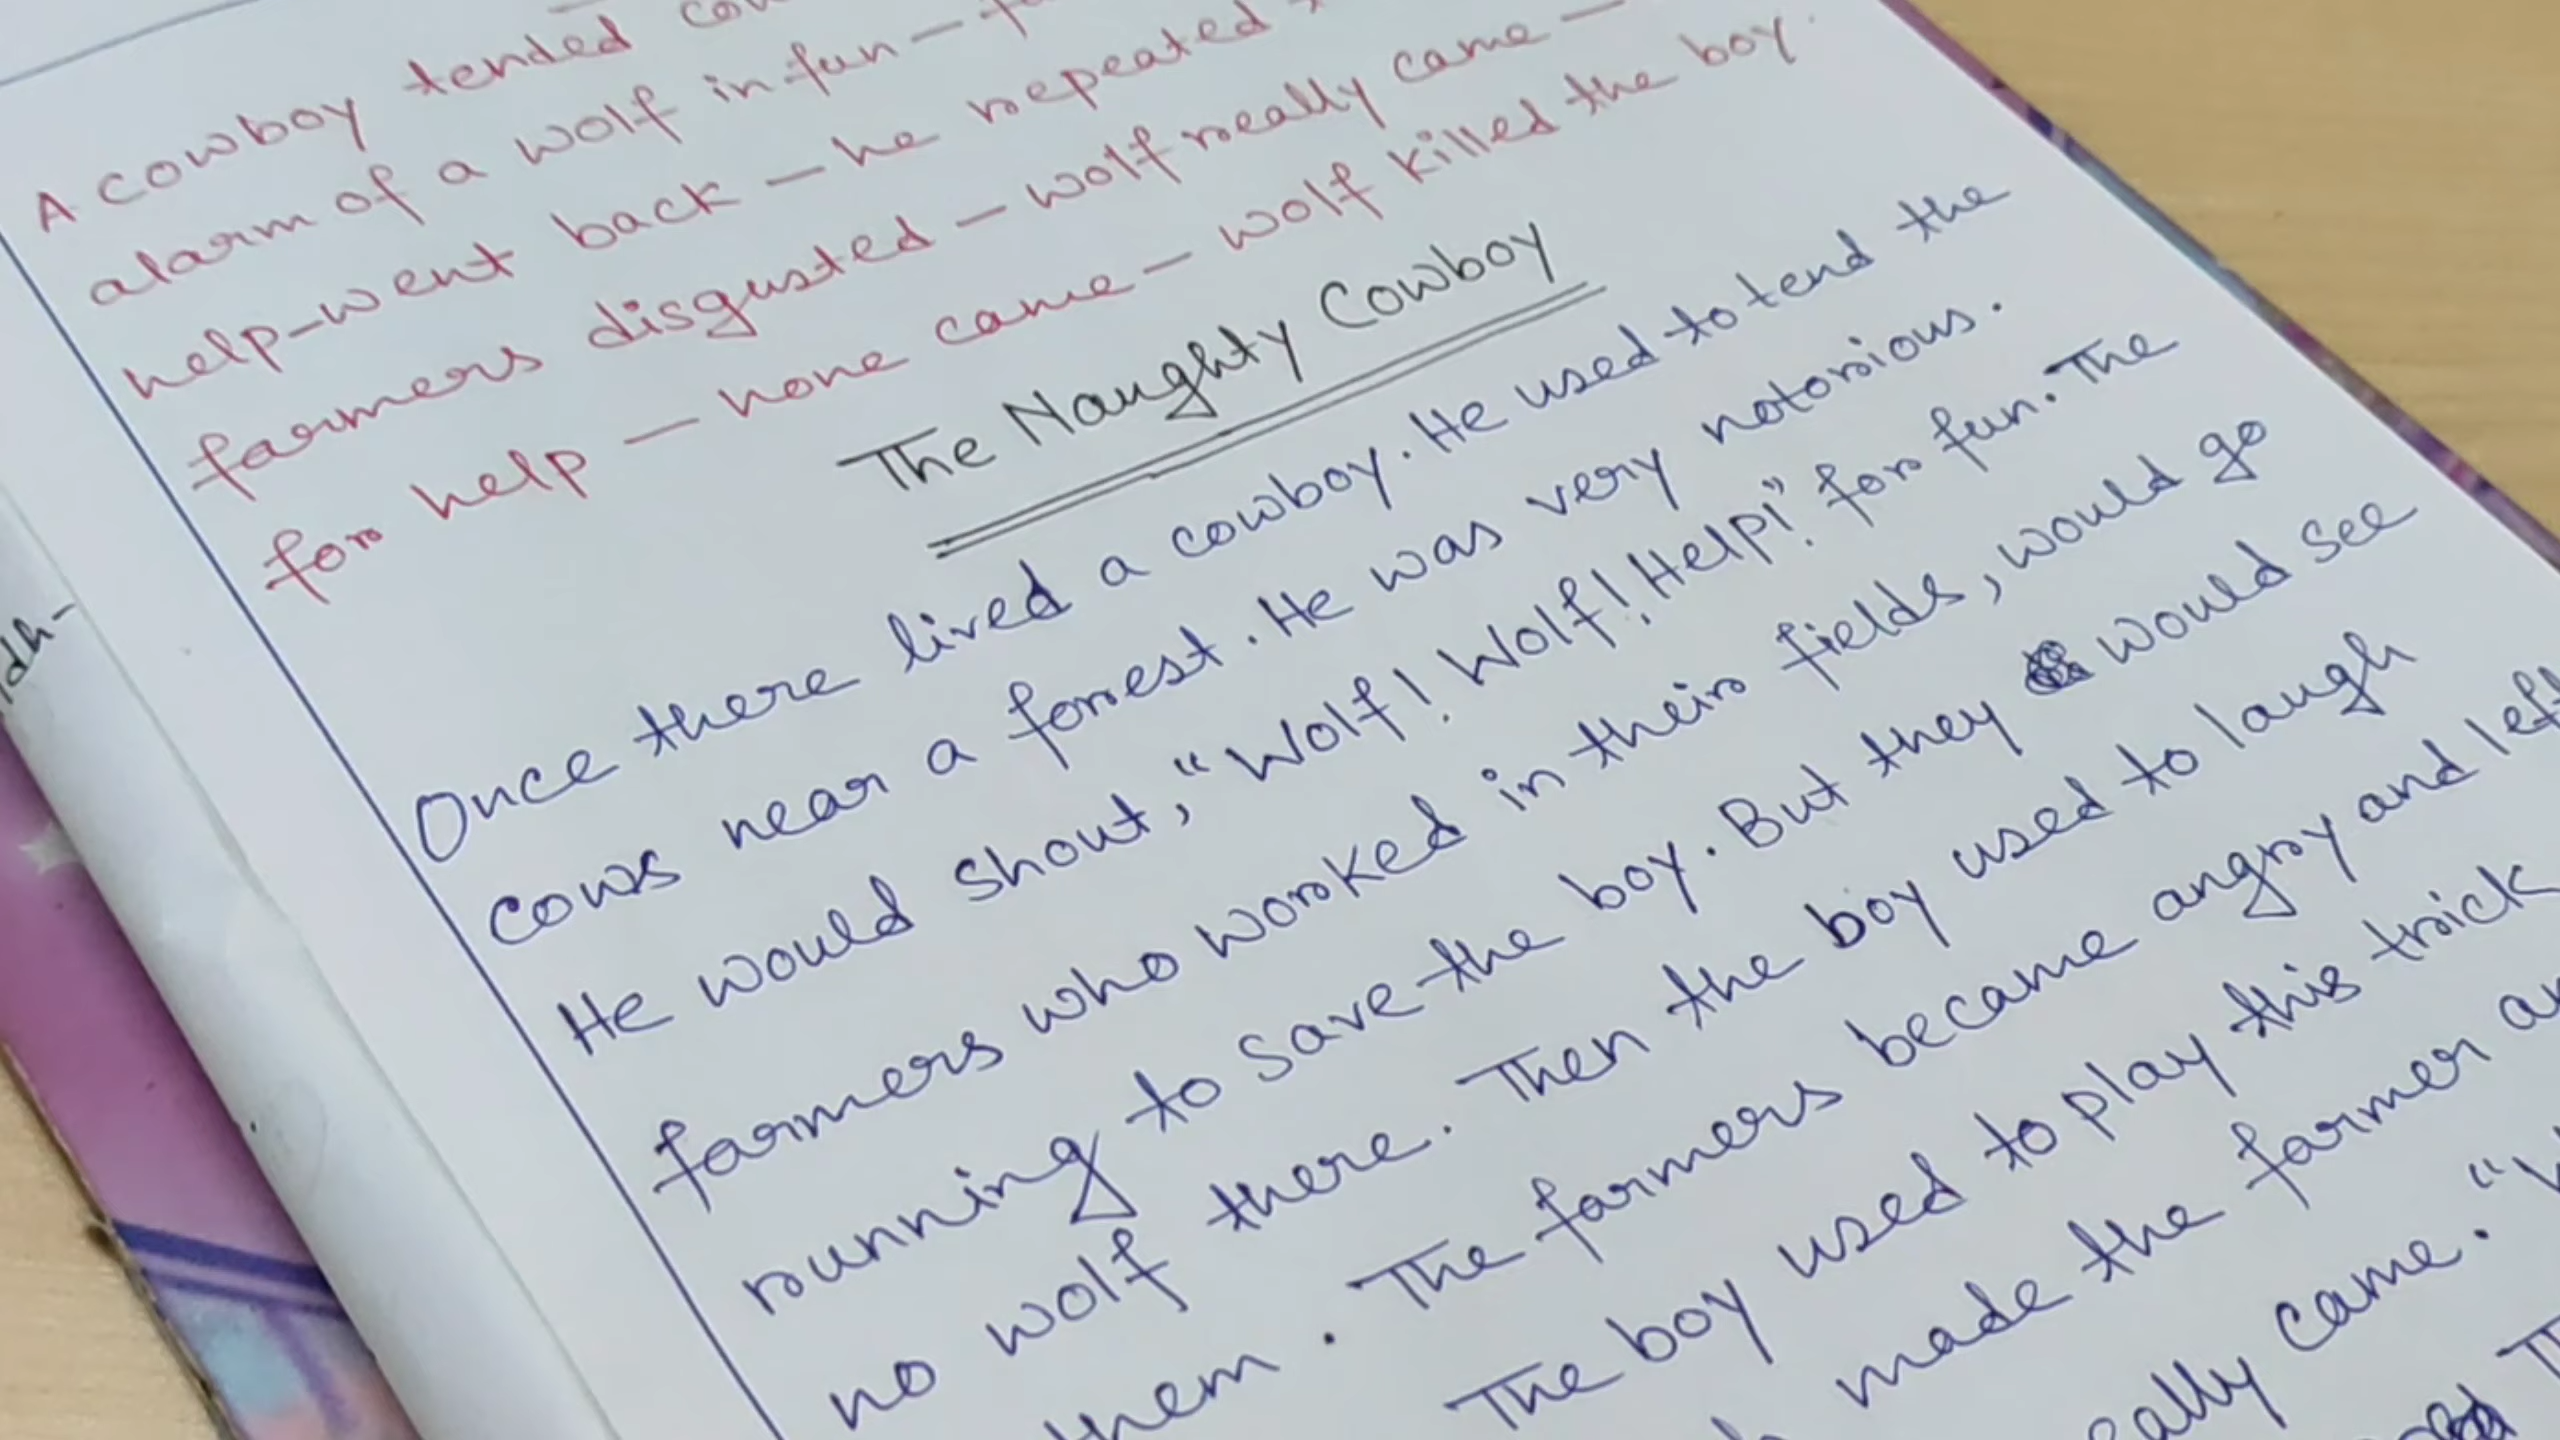 A cowboy tended
alarm of a wolf in fun —
help-went back — he repeated
farmers disgusted — wolf really came —
for help — none came — wolf killed the boy.
The Naughty Cowboy
Once there lived a cowboy. He used to tend the
cows near a forest. He was very notorious.
He would shout, "Wolf! Wolf! Help!" for fun. The
farmers who worked in their fields, would go
running to save the boy. But they would see
no wolf there. Then the boy used to laugh
them. The farmers became angry and left
The boy used to play this trick
made the farmer
came. "